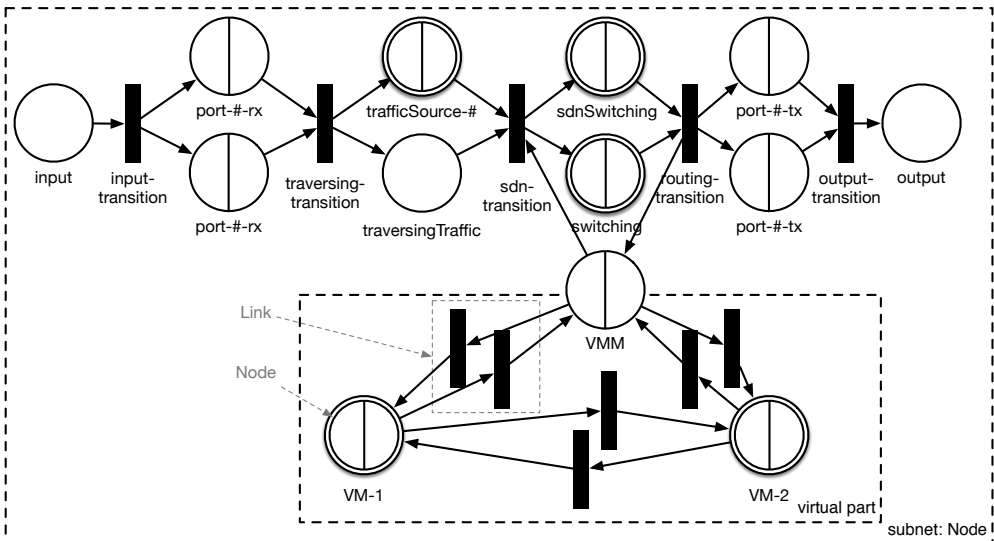 port-#-rx
trafficSource-#
sdnSwitching
port-#-tx
input
input-
transition
traversing-
transition
sdn-
transition
routing-
transition
output-
transition
output
port-#-rx
traversingTraffic
switching
port-#-tx
Link
VMM
Node
VM-1
VM-2
virtual part
subnet: Node